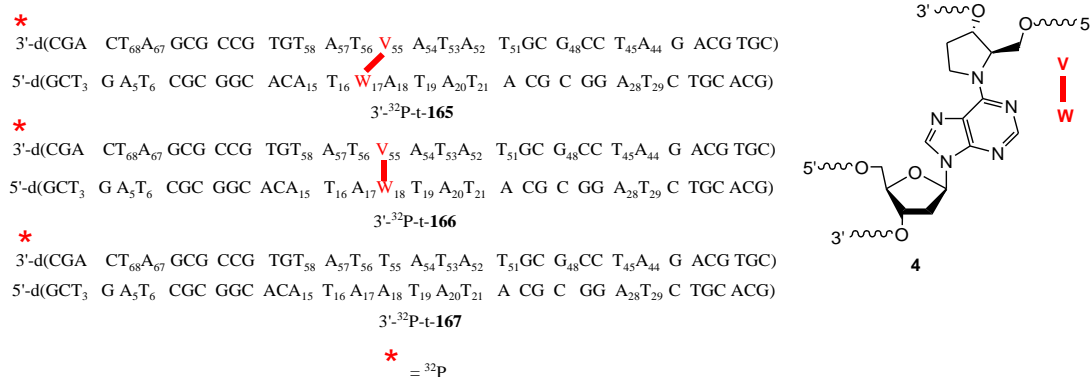 *
3'-d(CGA CT₆₈A₆₇ GCG CCG TGT₅₈ A₅₇T₅₆ V₅₅ A₅₄T₅₃A₅₂ T₅₁GC G₄₈CC T₄₅A₄₄ G ACG TGC)
5'-d(GCT₃ G A₅T₆ CGC GGC ACA₁₅ T₁₆ W₁₇A₁₈ T₁₉ A₂₀T₂₁ A CG C GG A₂₈T₂₉ C TGC ACG)
3'-³²P-t-165
*
3'-d(CGA CT₆₈A₆₇ GCG CCG TGT₅₈ A₅₇T₅₆ V₅₅ A₅₄T₅₃A₅₂ T₅₁GC G₄₈CC T₄₅A₄₄ G ACG TGC)
5'-d(GCT₃ G A₅T₆ CGC GGC ACA₁₅ T₁₆ A₁₇W₁₈ T₁₉ A₂₀T₂₁ A CG C GG A₂₈T₂₉ C TGC ACG)
3'-³²P-t-166
*
3'-d(CGA CT₆₈A₆₇ GCG CCG TGT₅₈ A₅₇T₅₆ T₅₅ A₅₄T₅₃A₅₂ T₅₁GC G₄₈CC T₄₅A₄₄ G ACG TGC)
5'-d(GCT₃ G A₅T₆ CGC GGC ACA₁₅ T₁₆ A₁₇ A₁₈ T₁₉ A₂₀T₂₁ A CG C GG A₂₈T₂₉ C TGC ACG)
3'-³²P-t-167
* = ³²P
3' O
O 5
N
N N
N N
5' O O
3' O
4
V
W